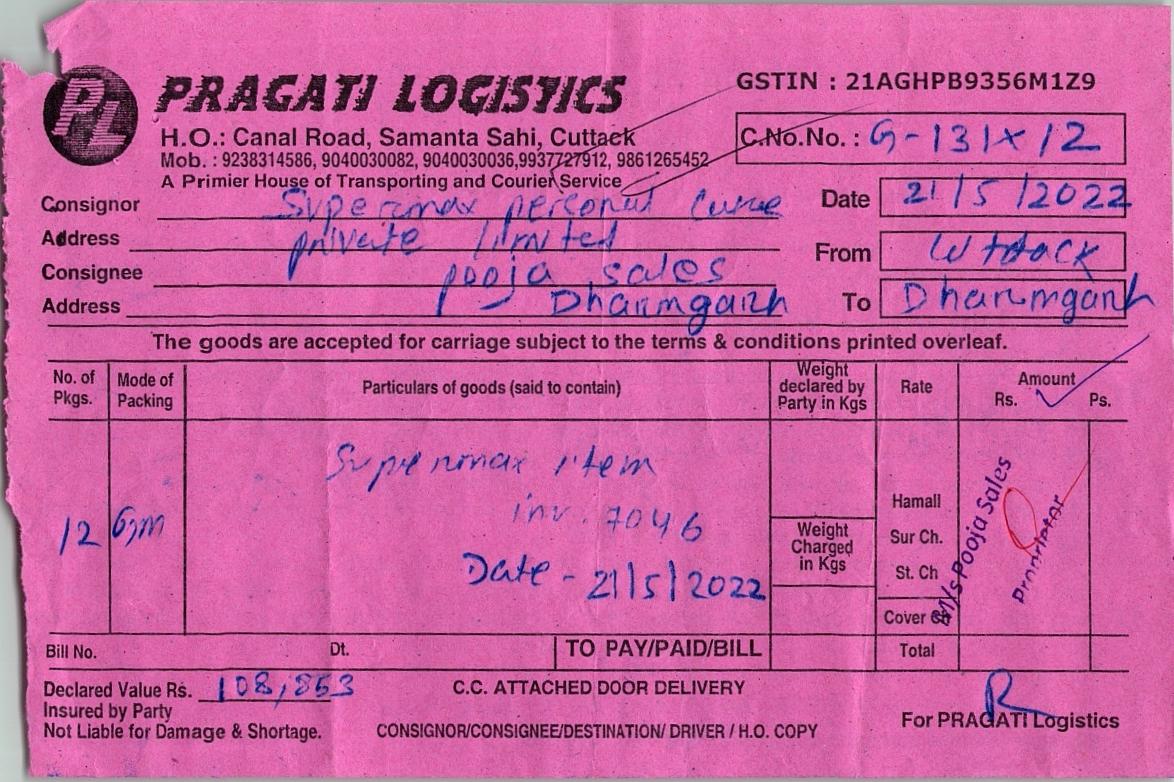 PL
PRAGATI LOGISTICS
GSTIN : 21AGHPB9356M1Z9
H.O.: Canal Road, Samanta Sahi, Cuttack
C.No.No. : G-131x12
Mob. : 9238314586, 9040030082, 9040030036,9937727912, 9861265452
A Primier House of Transporting and Courier Service
Consignor Supermax personal
Date 21/5/2022
Address private limited
From Cuttack
Consignee pooja sales
Address Dharmgarh
To Dharmgarh
The goods are accepted for carriage subject to the terms & conditions printed overleaf.
No. of Pkgs. Mode of Packing Particulars of goods (said to contain) Weight declared by Party in Kgs Rate Amount Rs. Ps.
12 Supermax item
inv. 7046
Date - 21/5/2022
Weight Charged in Kgs
Hamali
Sur Ch.
St. Ch
Cover
M/s Pooja Sales
Proprietor
Bill No. Dt. TO PAY/PAID/BILL Total
Declared Value Rs. 108,853 C.C. ATTACHED DOOR DELIVERY
Insured by Party
For PRAGATI Logistics
Not Liable for Damage & Shortage. CONSIGNOR/CONSIGNEE/DESTINATION/ DRIVER / H.O. COPY